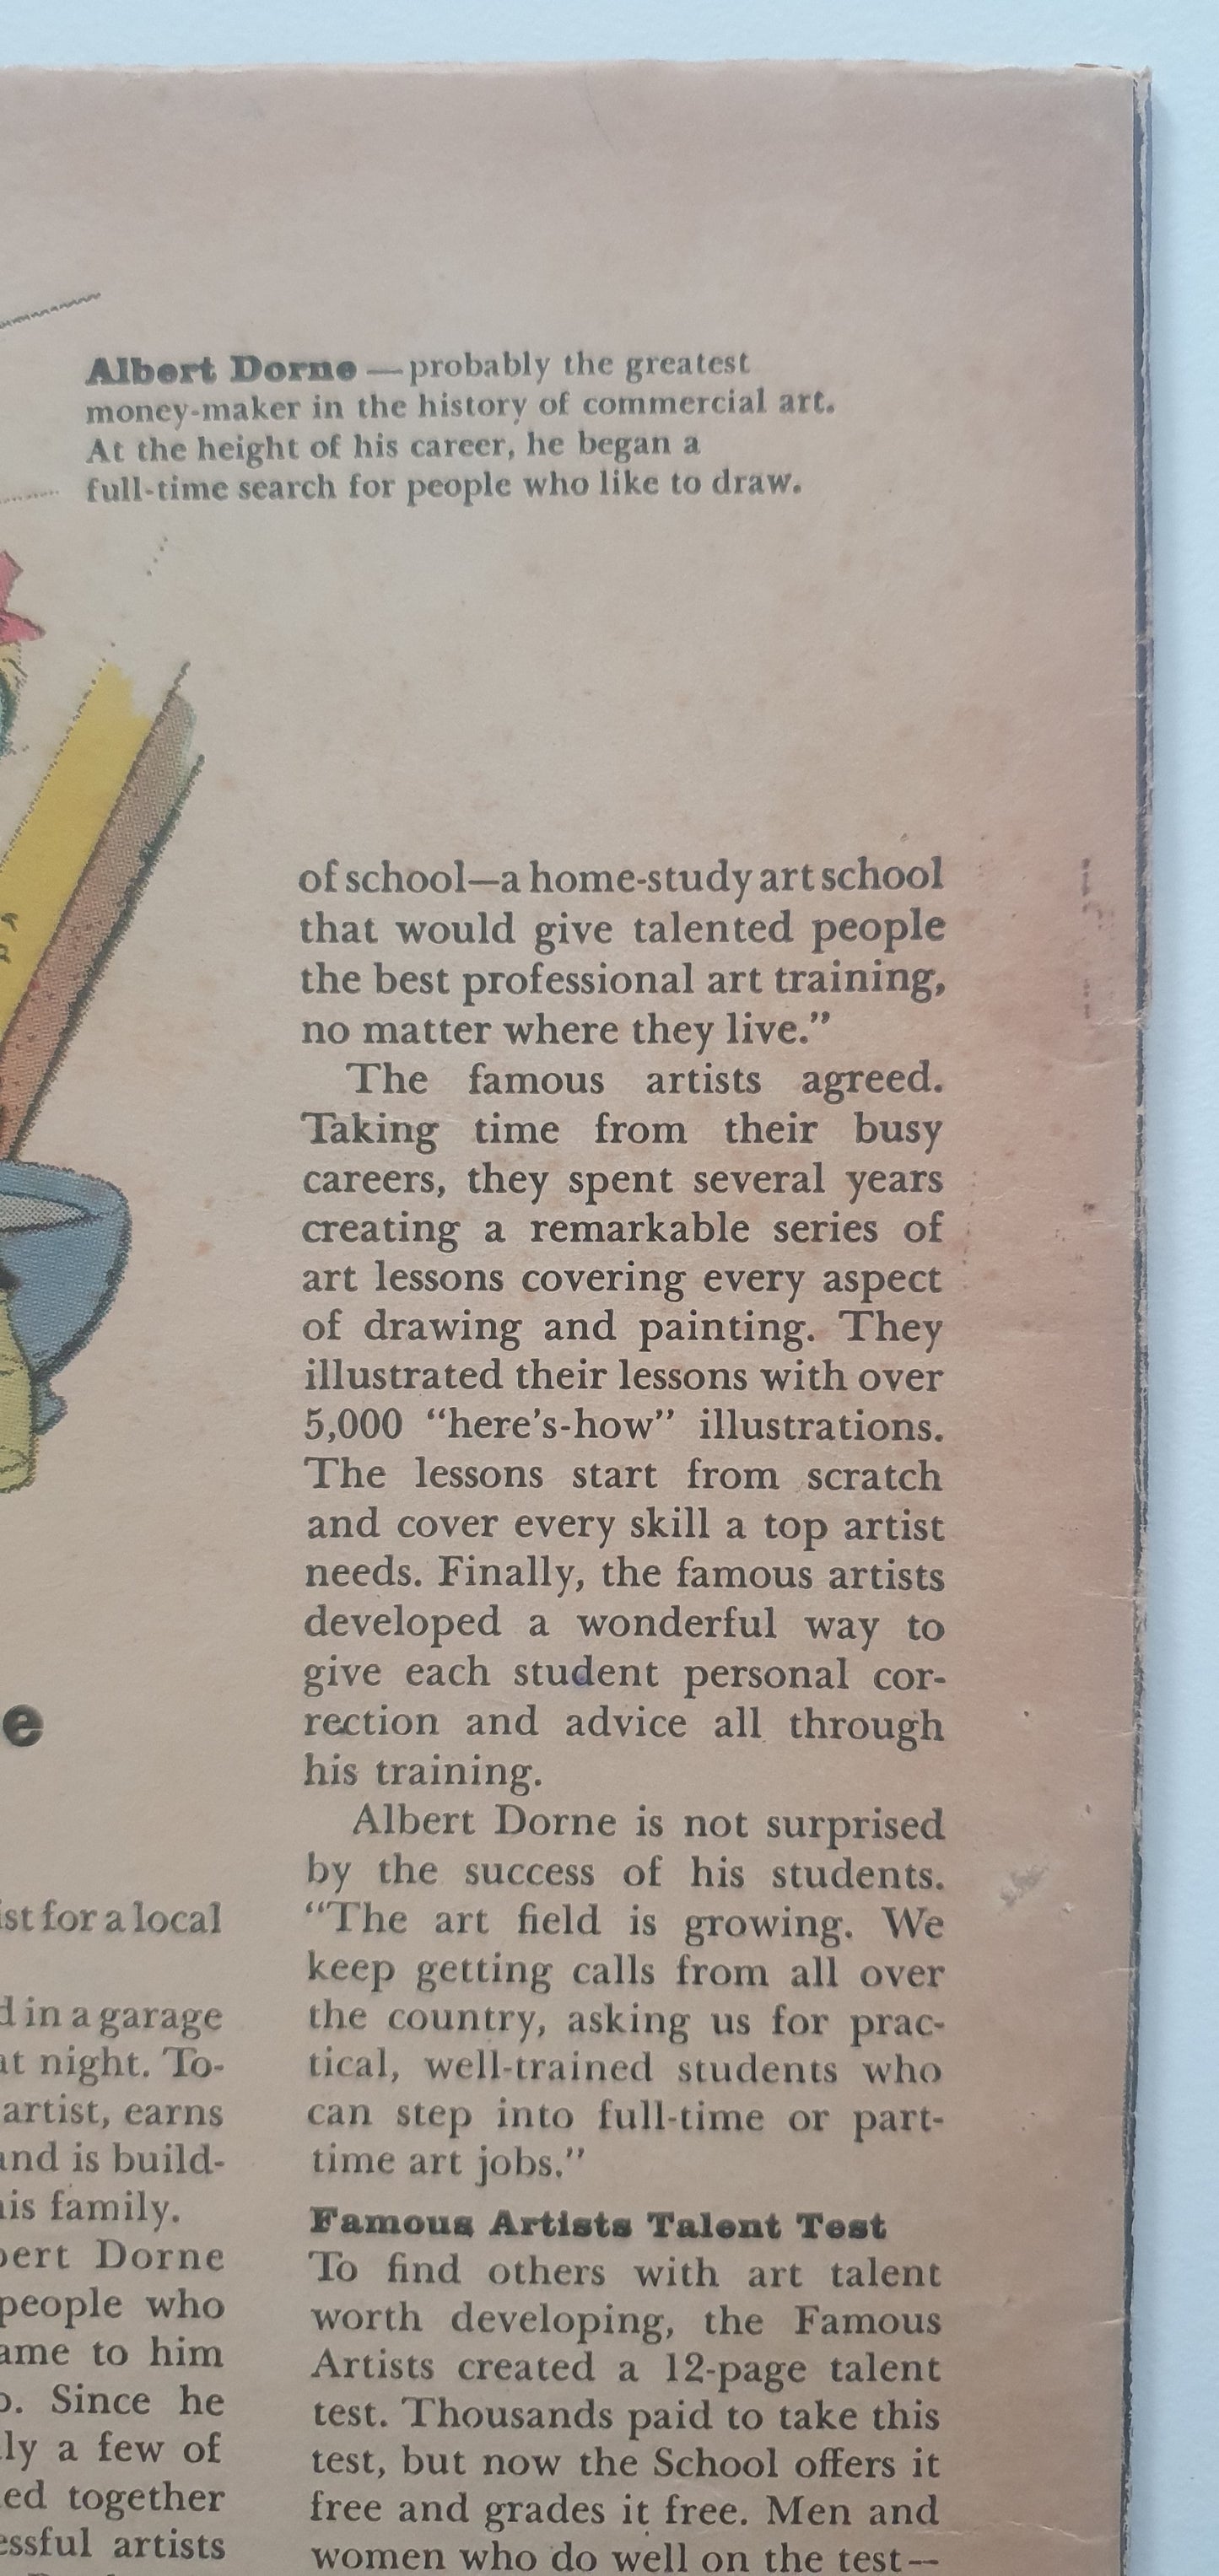 Albert Dorne — probably the greatest
money-maker in the history of commercial art.
At the height of his career, he began a
full-time search for people who like to draw.
e
for a local
in a garage
night. To-
artist, earns
is build-
family.
Dorne
people who
to him
Since he
a few of
together
artists
of school—a home-study art school
that would give talented people
the best professional art training,
no matter where they live.”
The famous artists agreed.
Taking time from their busy
careers, they spent several years
creating a remarkable series of
art lessons covering every aspect
of drawing and painting. They
illustrated their lessons with over
5,000 “here’s-how” illustrations.
The lessons start from scratch
and cover every skill a top artist
needs. Finally, the famous artists
developed a wonderful way to
give each student personal cor-
rection and advice all through
his training.
Albert Dorne is not surprised
by the success of his students.
“The art field is growing. We
keep getting calls from all over
the country, asking us for prac-
tical, well-trained students who
can step into full-time or part-
time art jobs.”
Famous Artists Talent Test
To find others with art talent
worth developing, the Famous
Artists created a 12-page talent
test. Thousands paid to take this
test, but now the School offers it
free and grades it free. Men and
women who do well on the test—